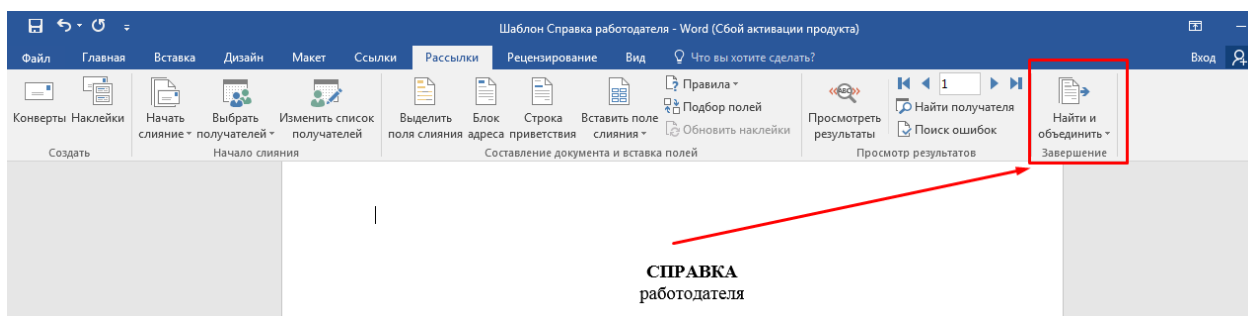 Шаблон Справка работодателя - Word (Сбой активации продукта)
Файл Главная Вставка Дизайн Макет Ссылки Рассылки Рецензирование Вид Что вы хотите сделать? Вход
Конверты Наклейки
Создать
Начать слияние
Выбрать получателей
Изменить список получателей
Начало слияния
Выделить поля слияния
Блок адреса
Строка приветствия
Вставить поле слияния
Правила
Подбор полей
Обновить наклейки
Составление документа и вставка полей
«ABC»
Просмотреть результаты
1
Найти получателя
Поиск ошибок
Просмотр результатов
Найти и объединить
Завершение
СПРАВКА
работодателя